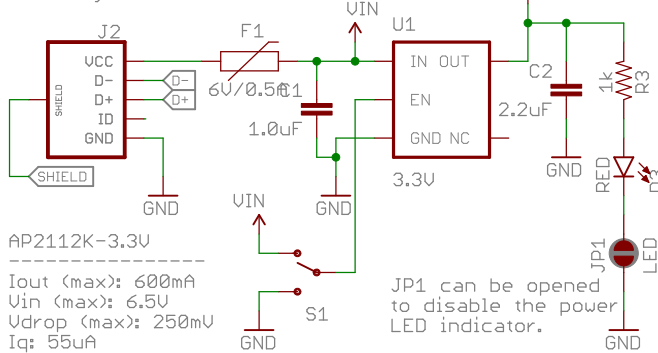 J2
VCC
D-
D+
ID
GND
SHIELD
D-
D+
SHIELD
GND
F1
6V/0.5A
C1
1.0uF
VIN
GND
U1
IN OUT
EN
GND NC
3.3V
C2
2.2uF
GND
1k
R3
RED
D3
JP1
LED
GND
VIN
S1
GND
AP2112K-3.3V
----------------
Iout (max): 600mA
Vin (max): 6.5V
Vdrop (max): 250mV
Iq: 55uA
JP1 can be opened
to disable the power
LED indicator.